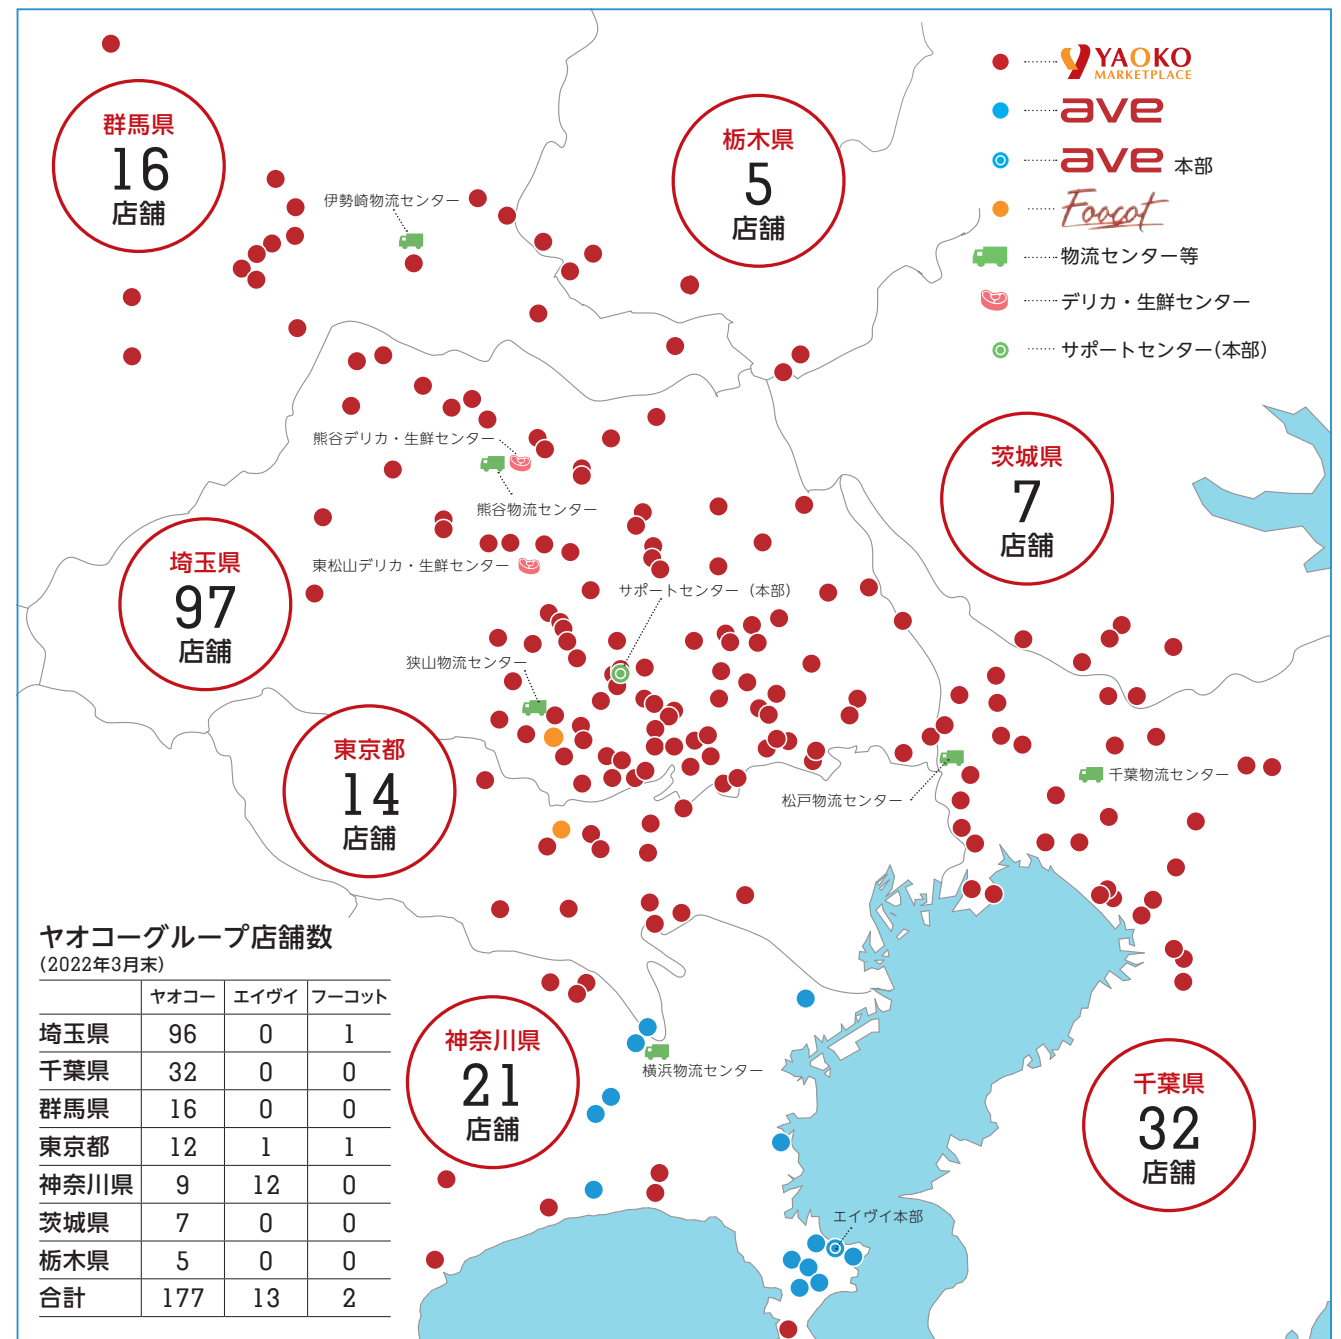 群馬県
16
店舗
栃木県
5
店舗
YAOKO
MARKETPLACE
ave
ave 本部
Foocot
物流センター等
デリカ・生鮮センター
サポートセンター(本部)
伊勢崎物流センター
熊谷デリカ・生鮮センター
熊谷物流センター
東松山デリカ・生鮮センター
サポートセンター(本部)
狭山物流センター
茨城県
7
店舗
埼玉県
97
店舗
東京都
14
店舗
松戸物流センター
千葉物流センター
横浜物流センター
神奈川県
21
店舗
千葉県
32
店舗
エイヴイ本部
ヤオコーグループ店舗数
(2022年3月末)
ヤオコー エイヴイ フーコット
埼玉県 96 0 1
千葉県 32 0 0
群馬県 16 0 0
東京都 12 1 1
神奈川県 9 12 0
茨城県 7 0 0
栃木県 5 0 0
合計 177 13 2